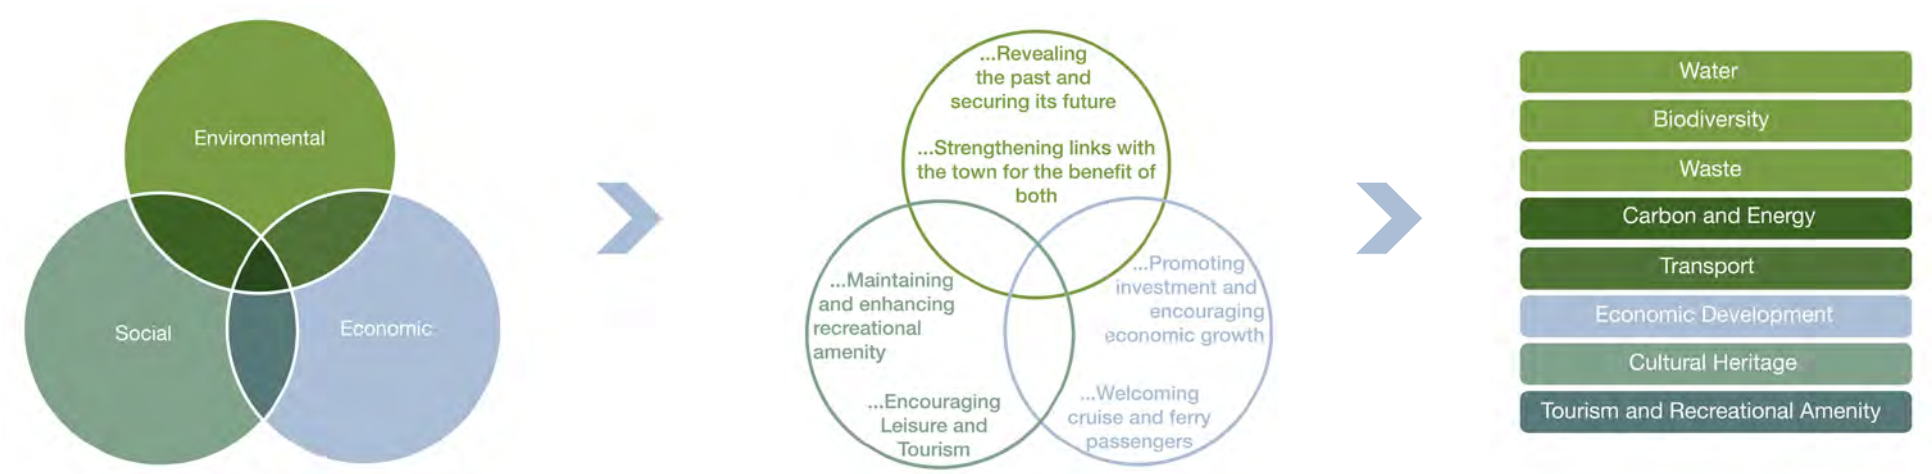 Environmental
Social
Economic
...Revealing
the past and
securing its future
...Strengthening links with
the town for the benefit of
both
...Maintaining
and enhancing
recreational
amenity
...Encouraging
Leisure and
Tourism
...Promoting
investment and
encouraging
economic growth
...Welcoming
cruise and ferry
passengers
Water
Biodiversity
Waste
Carbon and Energy
Transport
Economic Development
Cultural Heritage
Tourism and Recreational Amenity